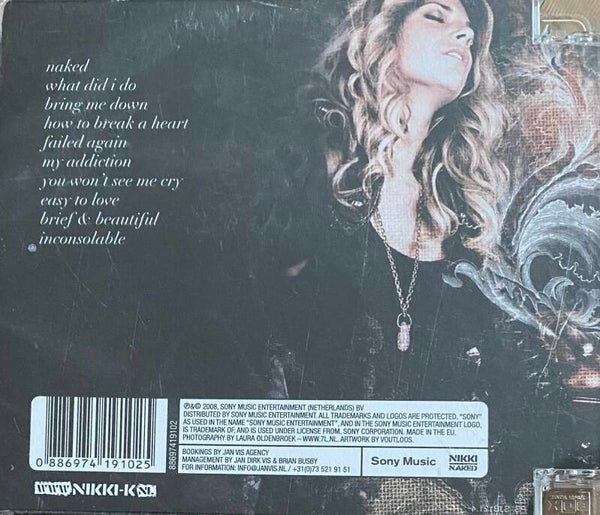 naked
what did i do
bring me down
how to break a heart
failed again
my addiction
you won't see me cry
easy to love
brief & beautiful
inconsolable
℗&© 2008, SONY MUSIC ENTERTAINMENT (NETHERLANDS) BV
DISTRIBUTED BY SONY MUSIC ENTERTAINMENT. ALL TRADEMARKS AND LOGOS ARE PROTECTED. "SONY"
AS USED IN THE NAME "SONY MUSIC ENTERTAINMENT", AND IN THE SONY MUSIC ENTERTAINMENT LOGO,
IS TRADEMARK OF, AND IS USED UNDER LICENSE FROM, SONY CORPORATION. MADE IN THE EU.
PHOTOGRAPHY BY LAURA OLDENBROEK – WWW.7L.NL. ARTWORK BY VOUTLOOS.
BOOKINGS BY JAN VIS AGENCY
MANAGEMENT BY JAN DIRK VIS & BRIAN BUSBY
FOR INFORMATION: INFO@JANVIS.NL / +31(0)73 521 91 51
Sony Music
NIKKI
NAKED
0 886974 191025
88697419102
WWW.NIKKI-K.NL